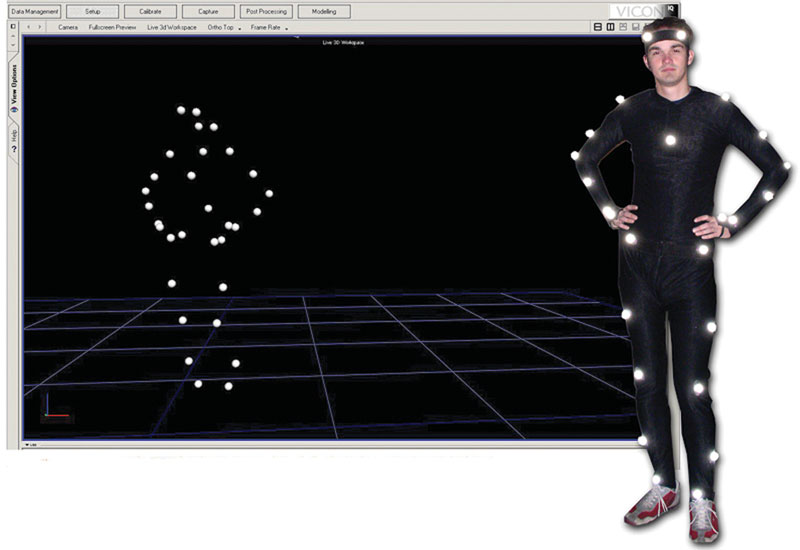 Data Management Setup Calibrate Capture Post Processing Modelling
VICON IQ
Camera Fullscreen Preview Live 3d Workspace Ortho Top Frame Rate
Live 3D Workspace
View Options
Help
?